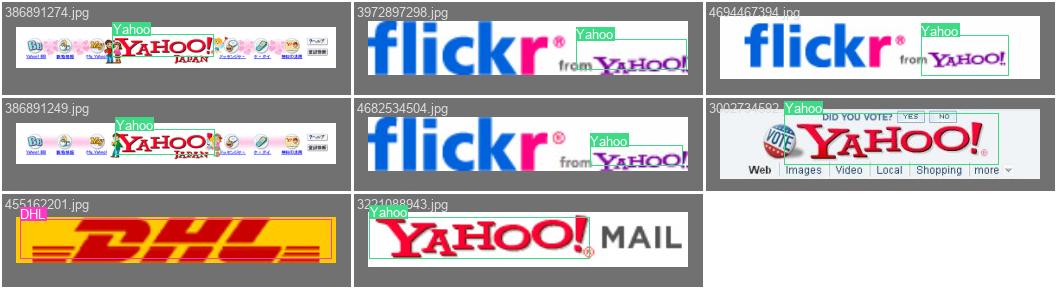 386891274.jpg
Yahoo
My
YAHOO!
JAPAN
3972897298.jpg
Yahoo
flickr
from YAHOO!
4694467394.jpg
Yahoo
flickr
from YAHOO!
386891249.jpg
Yahoo
YAHOO!
JAPAN
4682534504.jpg
Yahoo
flickr
from YAHOO!
3002734592.jpg
Yahoo
DID YOU VOTE? YES NO
VOTE
YAHOO!
Web Images Video Local Shopping more
455162201.jpg
DHL
DHL
Yahoo
YAHOO! MAIL